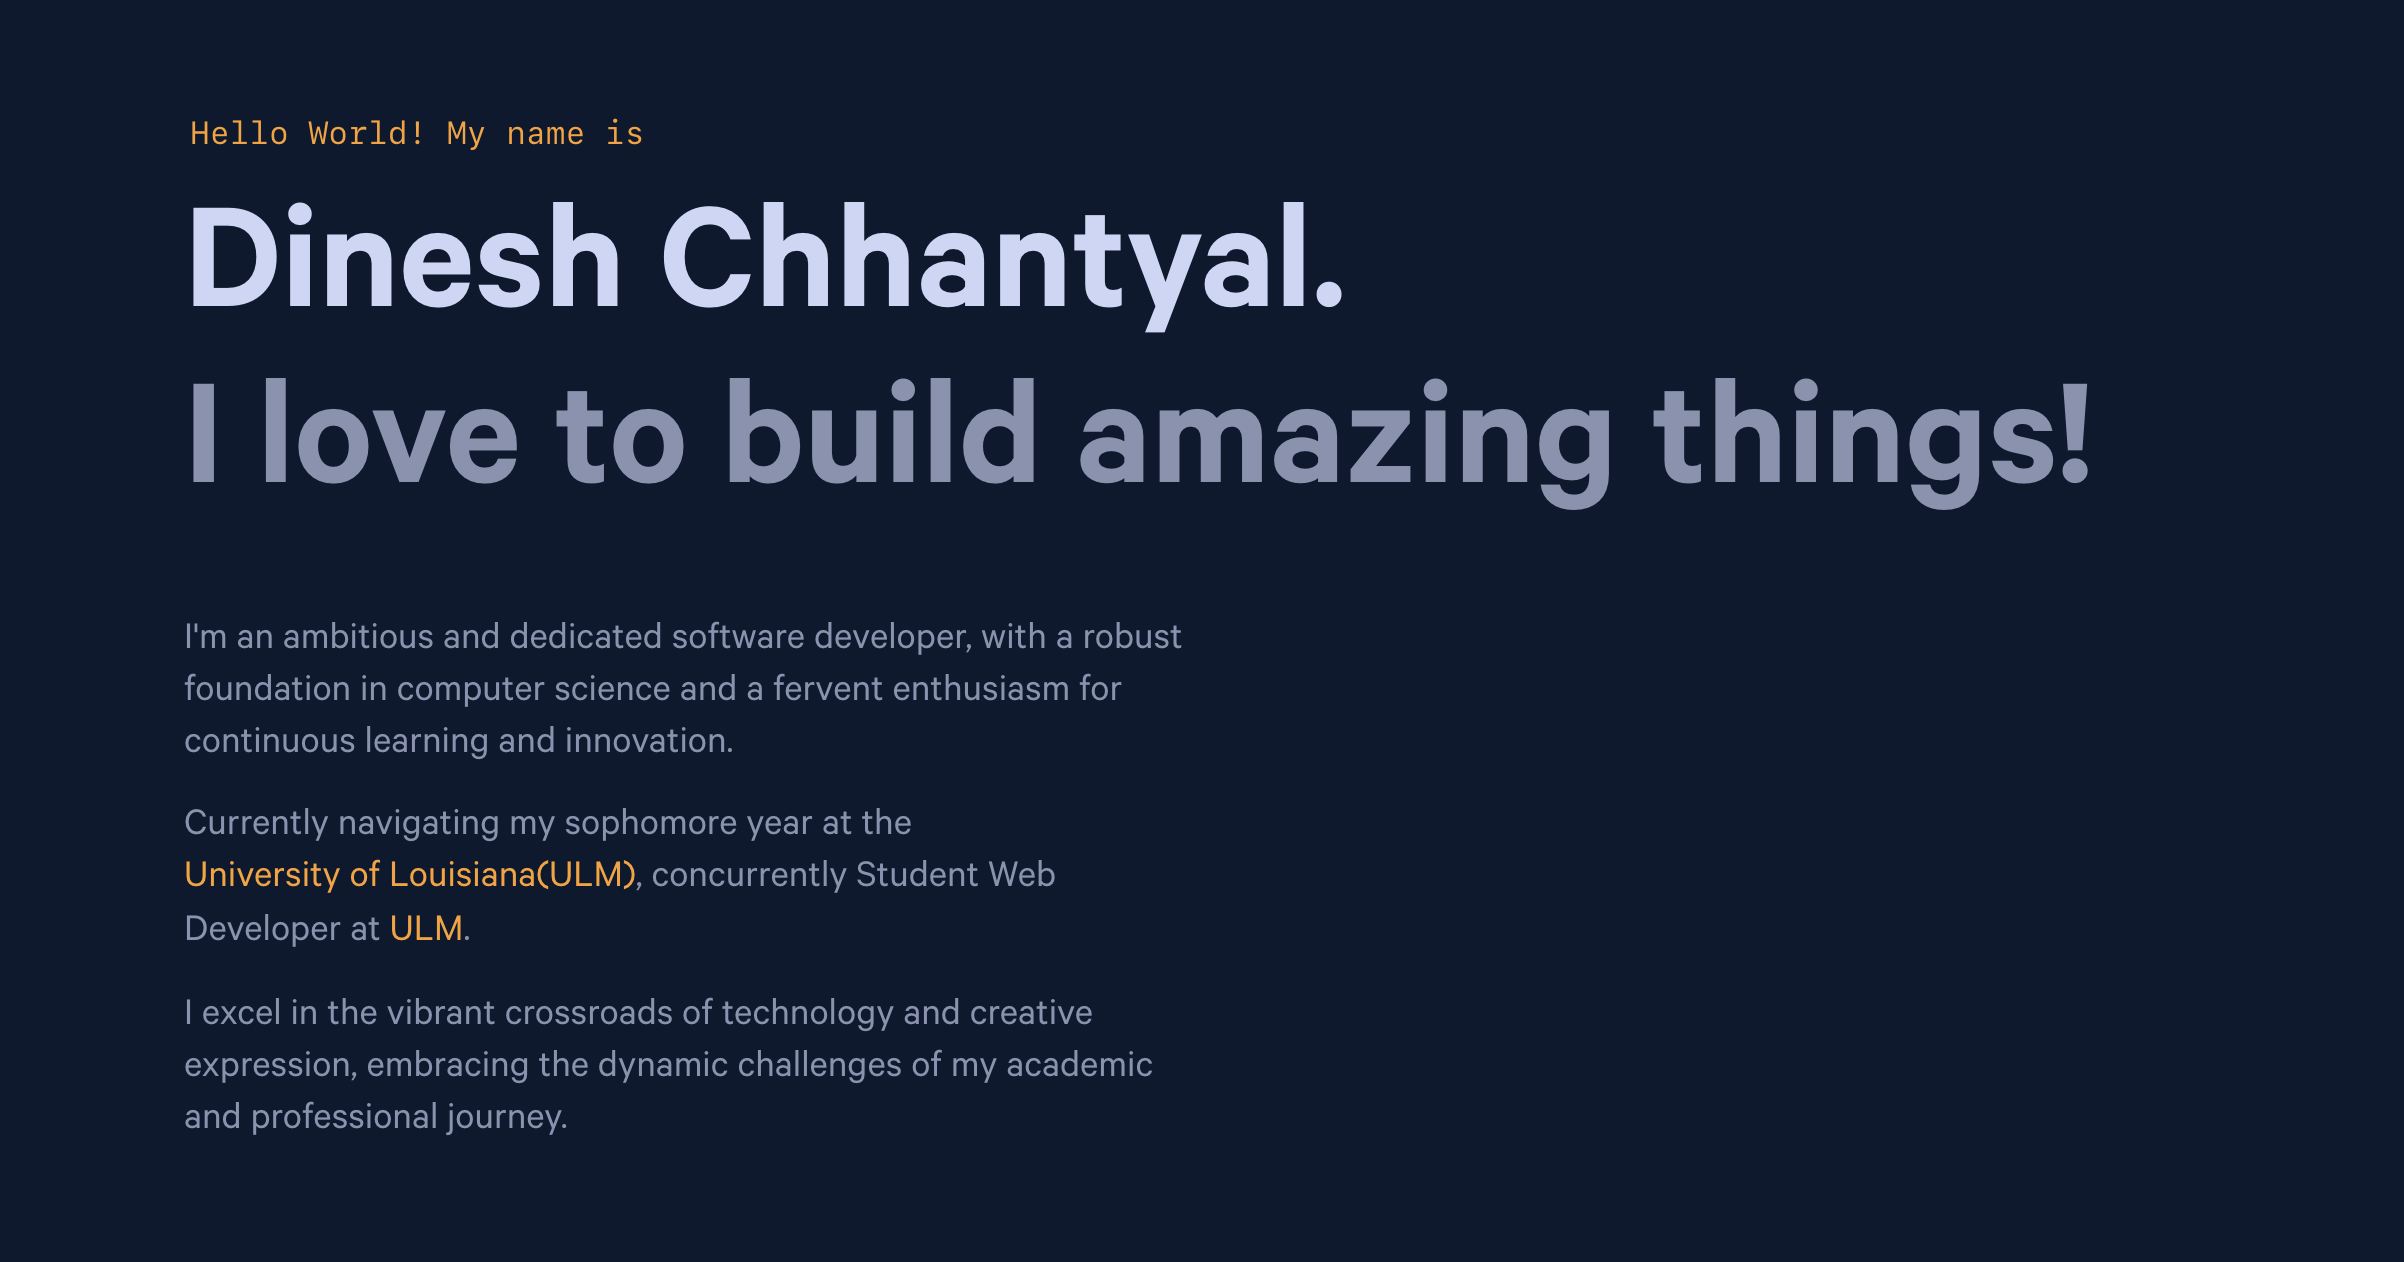 Hello World! My name is
Dinesh Chhantyal.
I love to build amazing things!
I'm an ambitious and dedicated software developer, with a robust
foundation in computer science and a fervent enthusiasm for
continuous learning and innovation.
Currently navigating my sophomore year at the
University of Louisiana(ULM), concurrently Student Web
Developer at ULM.
I excel in the vibrant crossroads of technology and creative
expression, embracing the dynamic challenges of my academic
and professional journey.